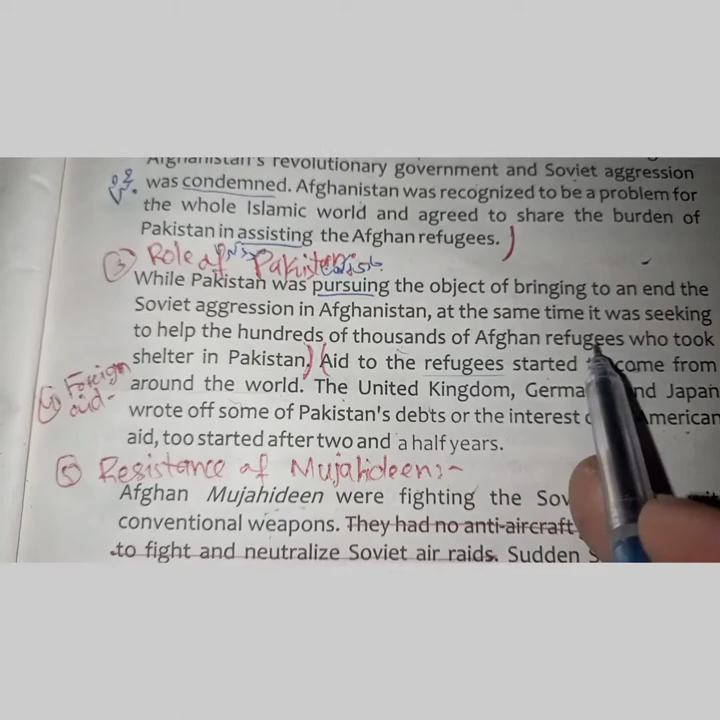 Afghanistan's revolutionary government and Soviet aggression
was condemned. Afghanistan was recognized to be a problem for
the whole Islamic world and agreed to share the burden of
Pakistan in assisting the Afghan refugees.
3 Role of Pakistan
While Pakistan was pursuing the object of bringing to an end the
Soviet aggression in Afghanistan, at the same time it was seeking
to help the hundreds of thousands of Afghan refugees who took
shelter in Pakistan. Aid to the refugees started come from
4 Foreign aid-
around the world. The United Kingdom, Germa nd Japan
wrote off some of Pakistan's debts or the interest American
aid, too started after two and a half years.
5 Resistance of Mujahideen:-
Afghan Mujahideen were fighting the Sov
conventional weapons. They had no anti-aircraft
to fight and neutralize Soviet air raids. Sudden S